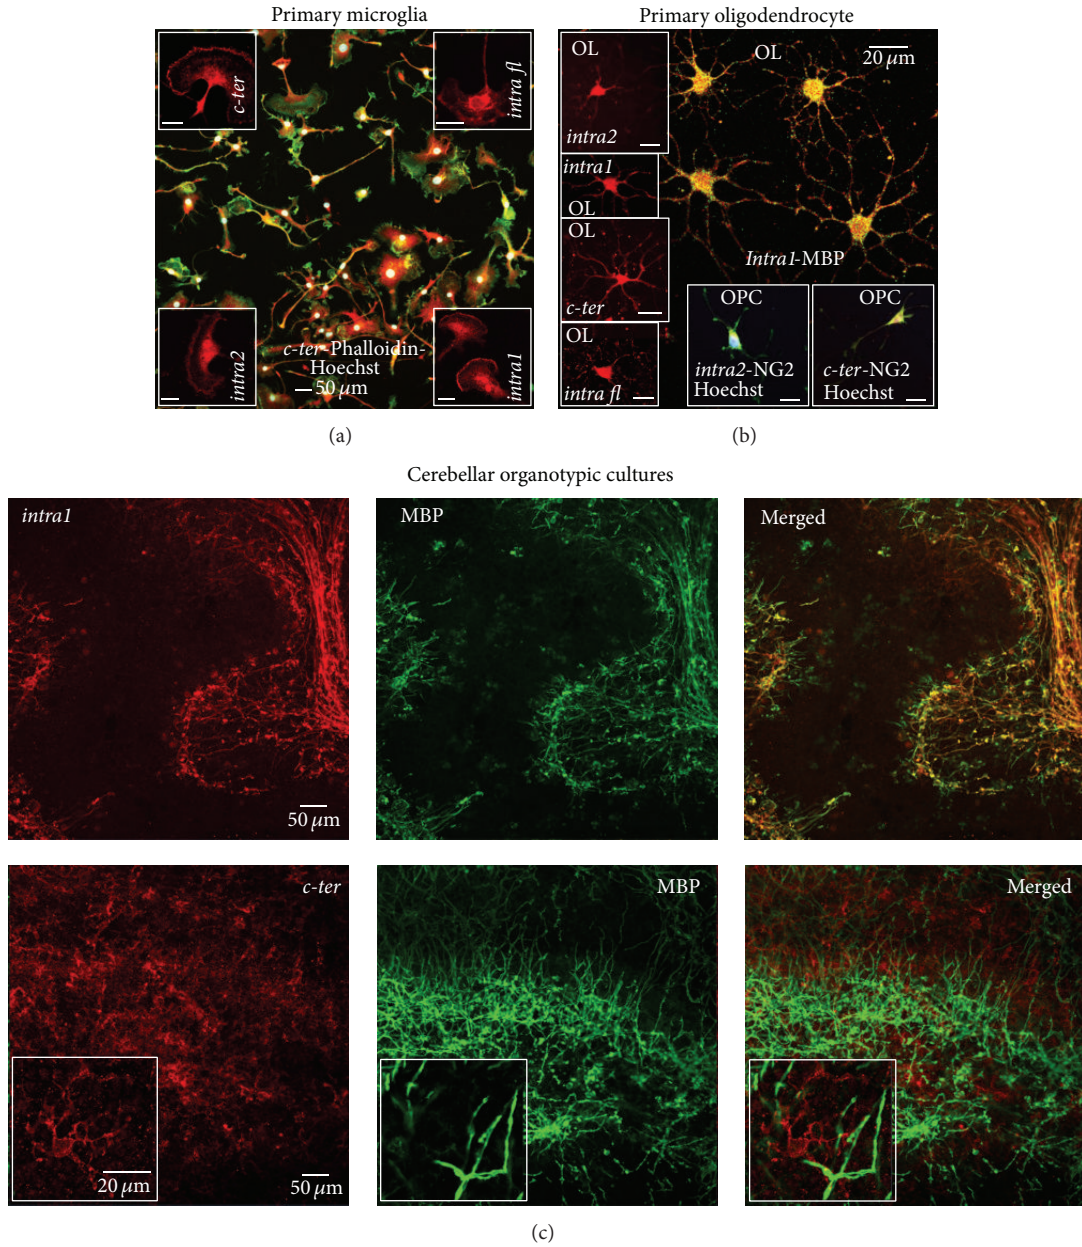 Primary microglia
c-ter
intra fl
intra2
c-ter-Phalloidin-
Hoechst
50 µm
intra1
(a)
Primary oligodendrocyte
OL
intra2
OL
20 µm
intra1
OL
OL
c-ter
Intra1-MBP
OL
intra fl
OPC
intra2-NG2
Hoechst
OPC
c-ter-NG2
Hoechst
(b)
Cerebellar organotypic cultures
intra1
50 µm
MBP
Merged
c-ter
20 µm
50 µm
MBP
Merged
(c)